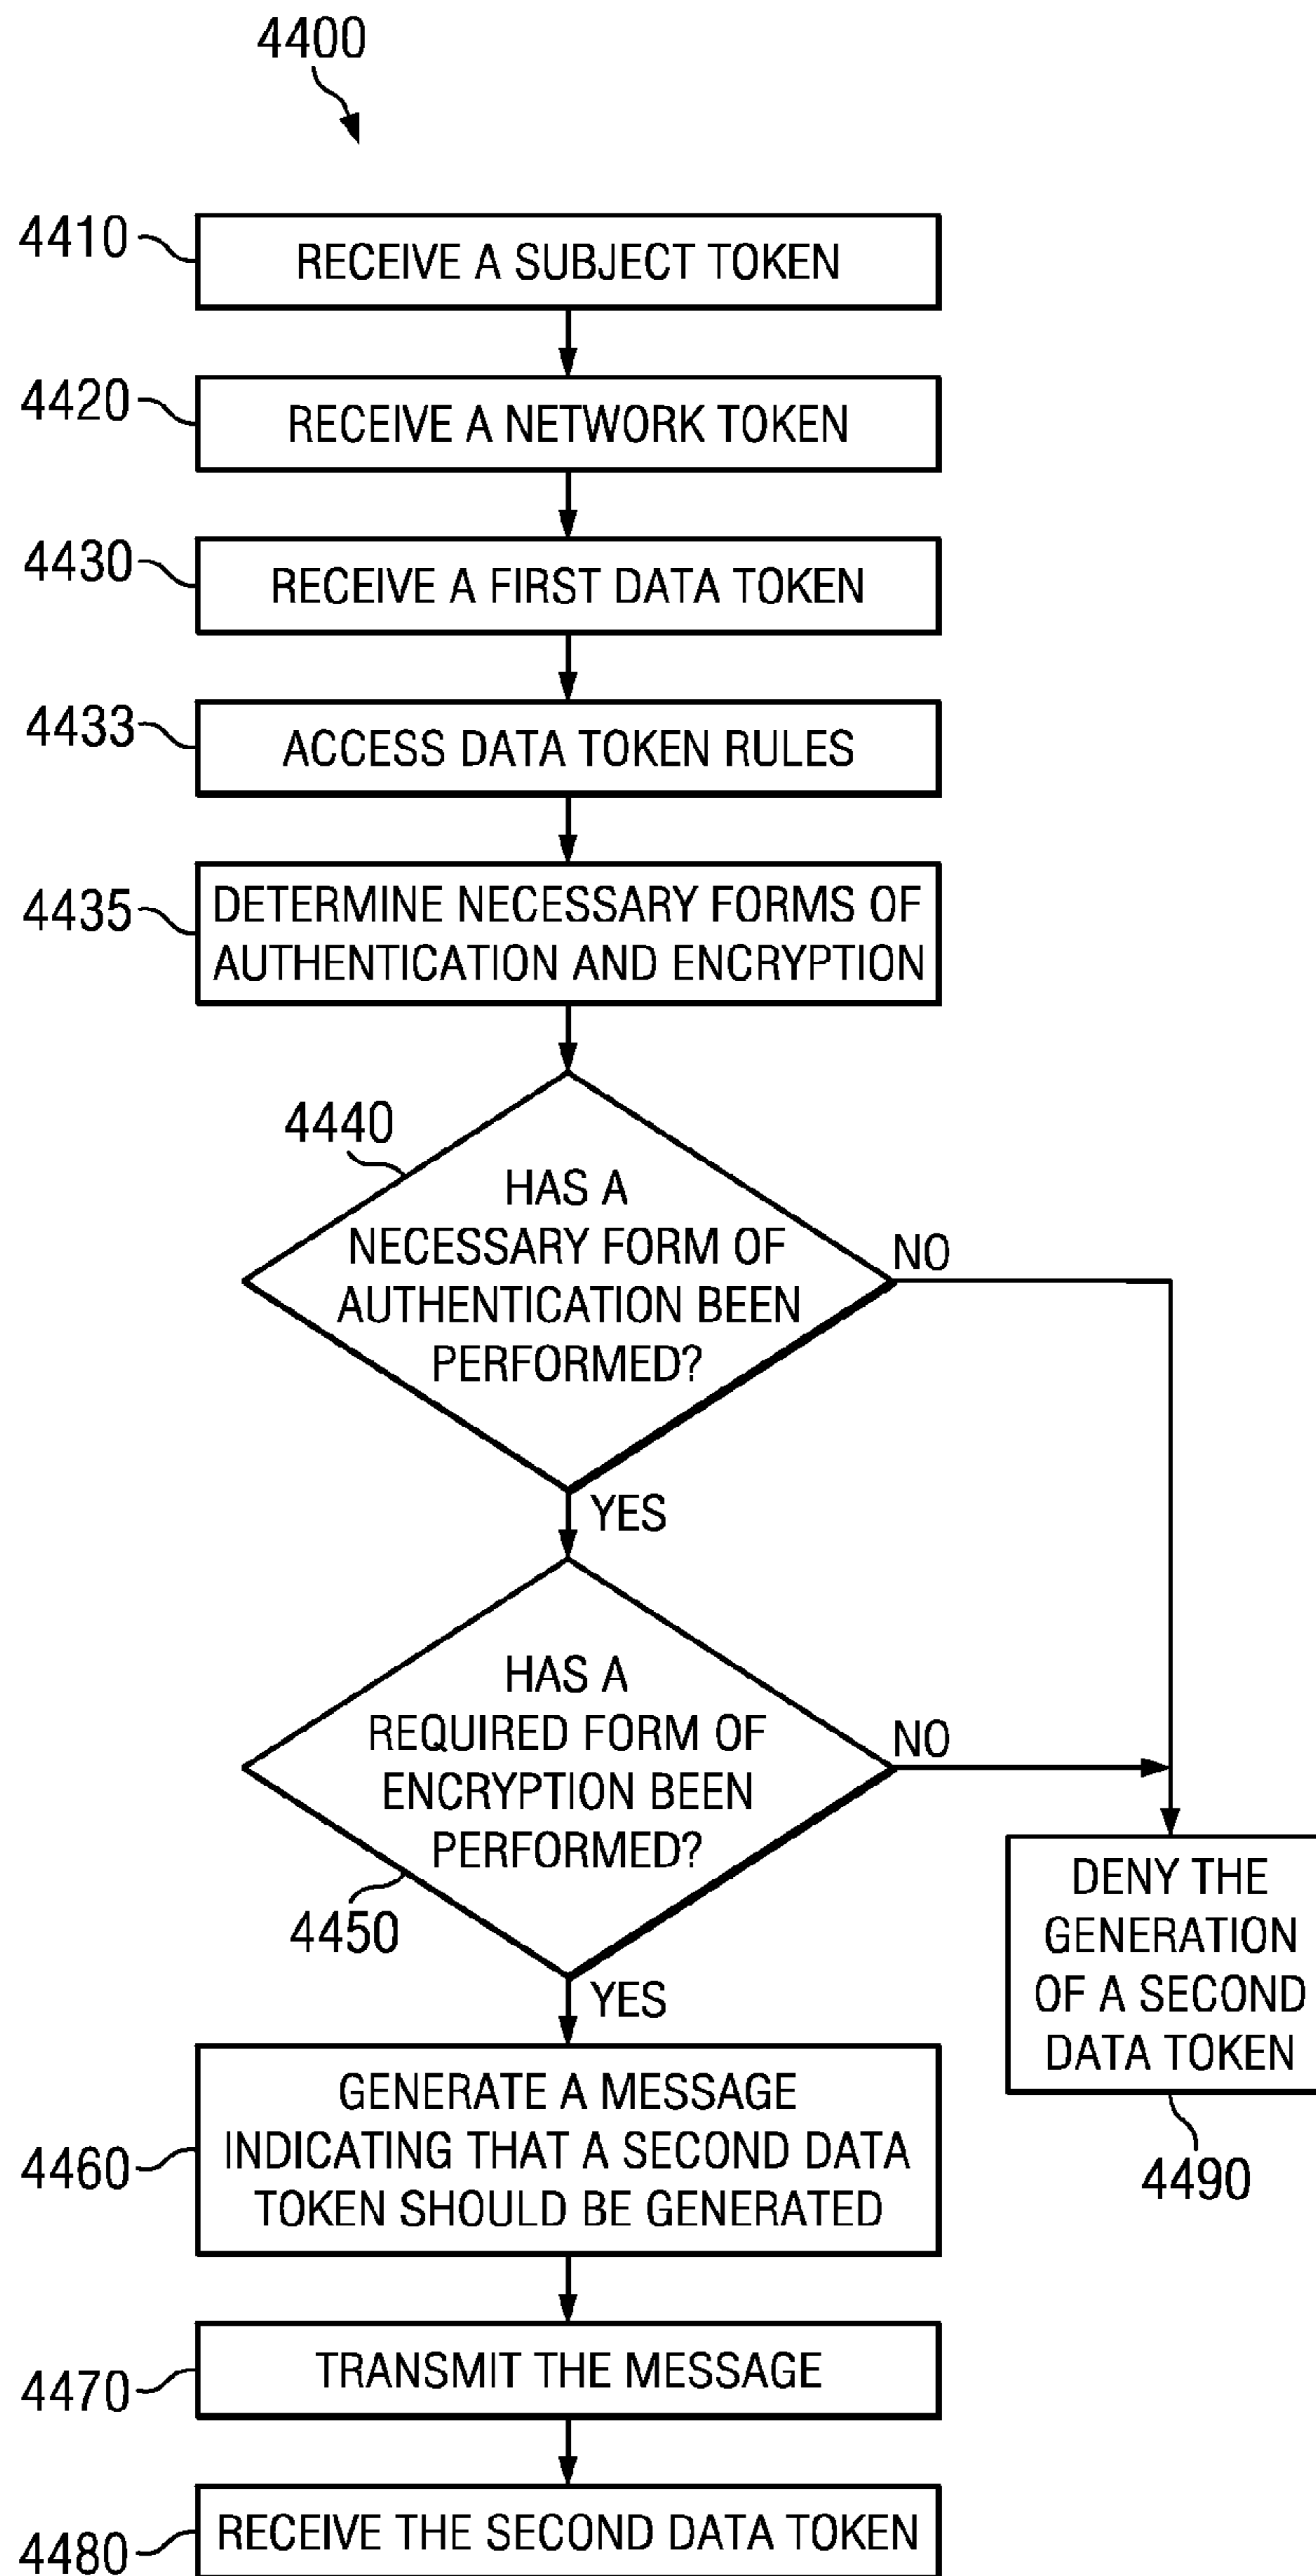 4400
4410
RECEIVE A SUBJECT TOKEN
4420
RECEIVE A NETWORK TOKEN
4430
RECEIVE A FIRST DATA TOKEN
4433
ACCESS DATA TOKEN RULES
4435
DETERMINE NECESSARY FORMS OF
AUTHENTICATION AND ENCRYPTION
4440
HAS A
NECESSARY FORM OF
AUTHENTICATION BEEN
PERFORMED?
NO
YES
HAS A
REQUIRED FORM OF
ENCRYPTION BEEN
PERFORMED?
NO
4450
YES
DENY THE
GENERATION
OF A SECOND
DATA TOKEN
4490
4460
GENERATE A MESSAGE
INDICATING THAT A SECOND DATA
TOKEN SHOULD BE GENERATED
4470
TRANSMIT THE MESSAGE
4480
RECEIVE THE SECOND DATA TOKEN